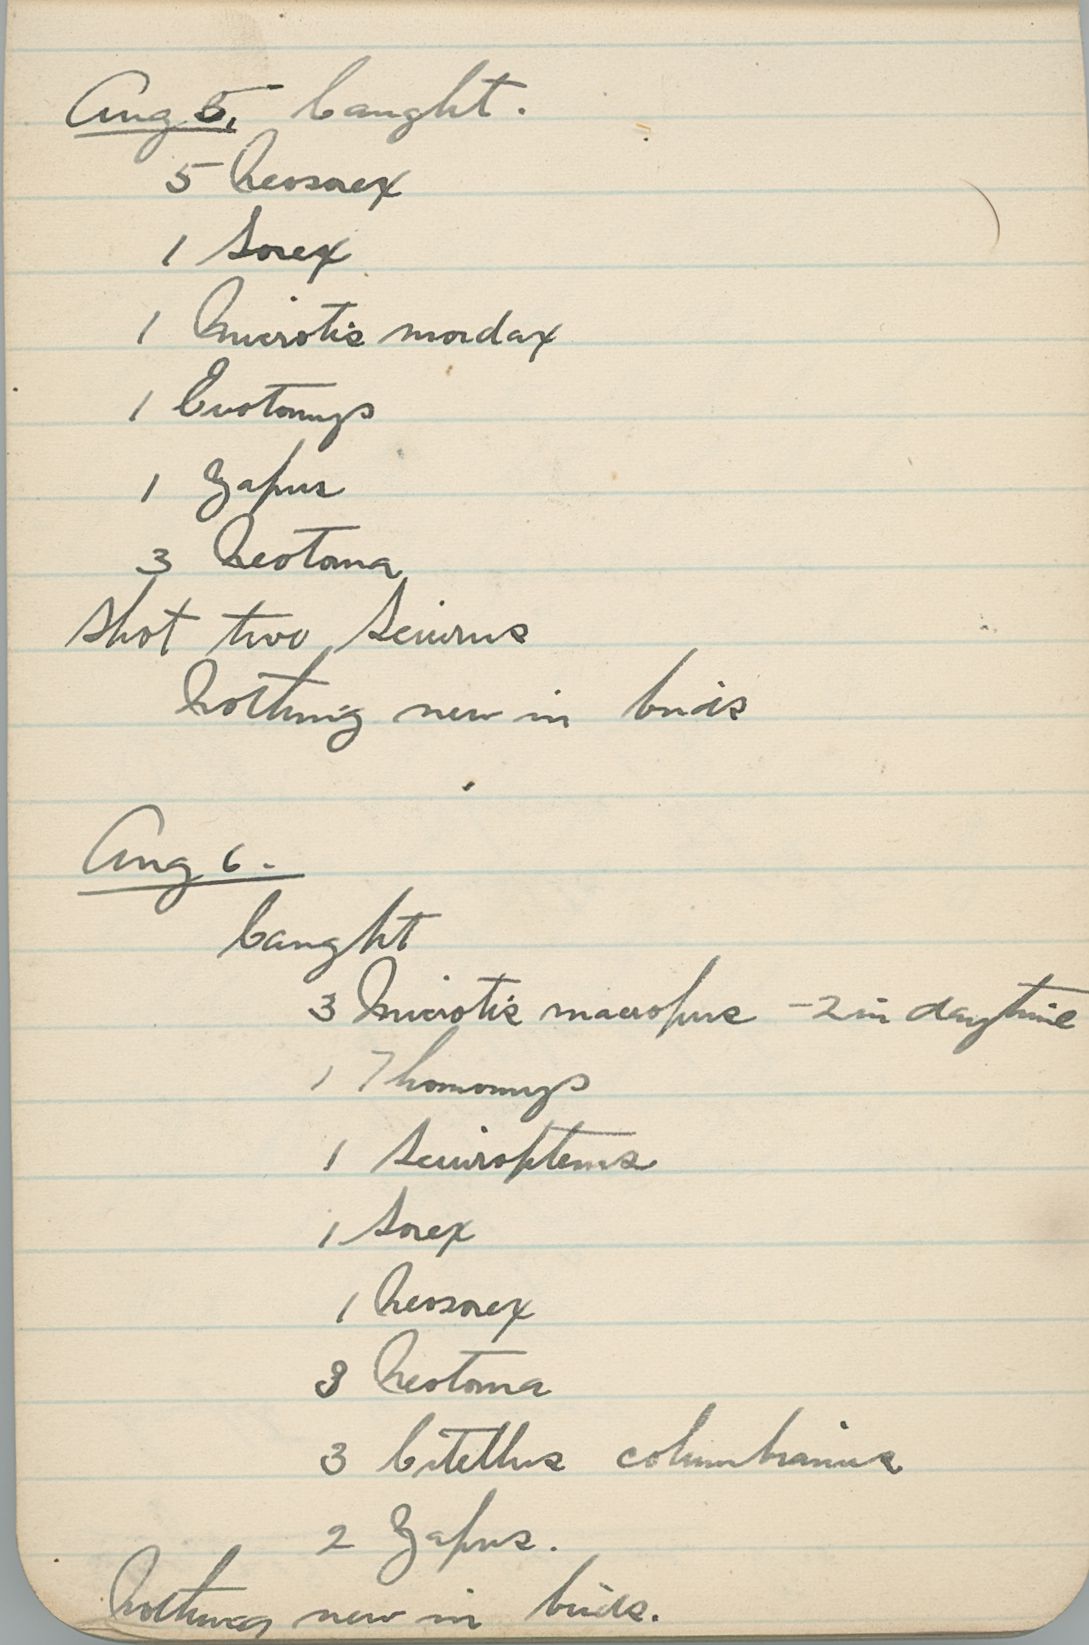 Aug 5. Caught.
5 Neosorex
1 Sorex
1 Microtis mordax
1 Evotomys
1 Zapus
3 Neotoma
Shot two Sciurus
Nothing new in birds
Aug 6.
Caught
3 Microtis macropus - 2 in daytime
1 Thomomys
1 Sciuropterus
1 Sorex
1 Neosorex
3 Neotoma
3 Citellus columbianus
2 Zapus.
Nothing new in birds.